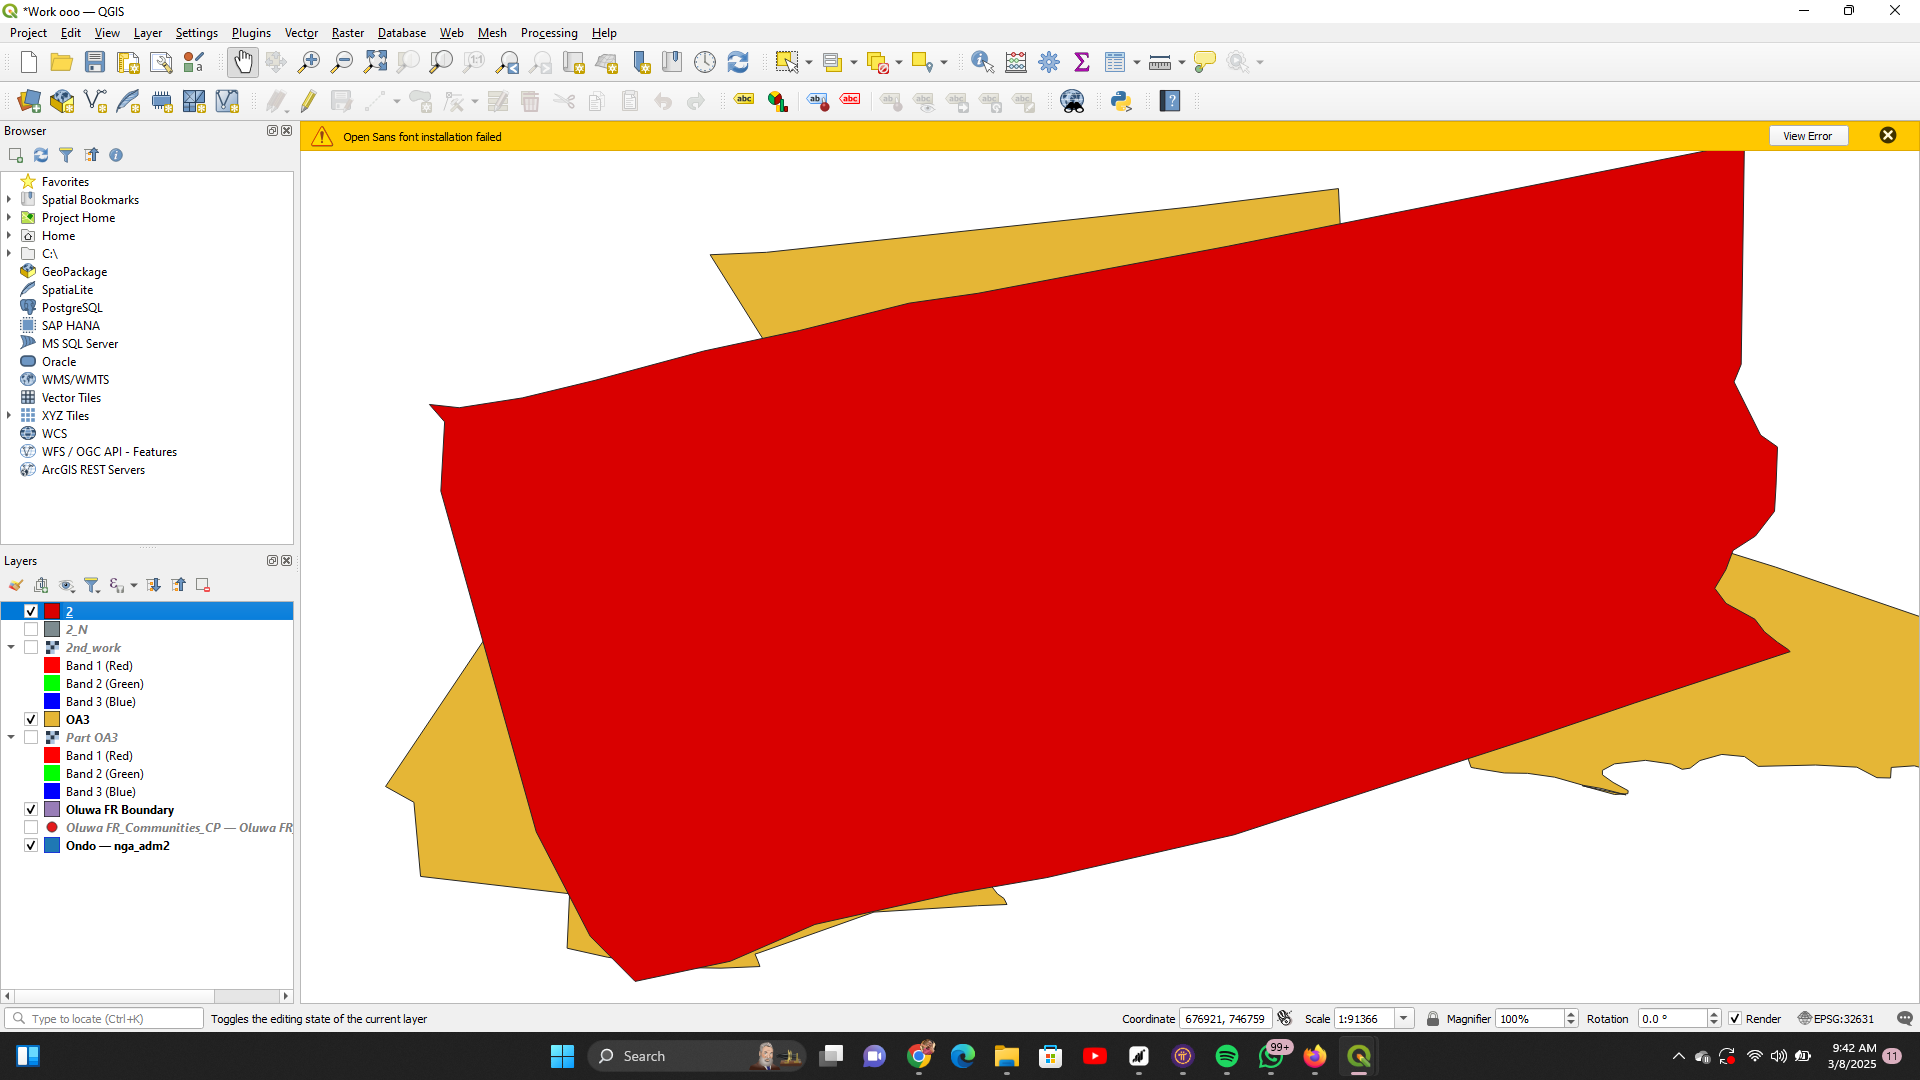 *Work ooo — QGIS
Project Edit View Layer Settings Plugins Vector Raster Database Web Mesh Processing Help
Browser
Open Sans font installation failed
View Error
Favorites
Spatial Bookmarks
Project Home
Home
C:\
GeoPackage
SpatiaLite
PostgreSQL
SAP HANA
MS SQL Server
Oracle
WMS/WMTS
Vector Tiles
XYZ Tiles
WCS
WFS / OGC API - Features
ArcGIS REST Servers
Layers
2
2_N
2nd_work
Band 1 (Red)
Band 2 (Green)
Band 3 (Blue)
OA3
Part OA3
Band 1 (Red)
Band 2 (Green)
Band 3 (Blue)
Oluwa FR Boundary
Oluwa FR_Communities_CP — Oluwa FR
Ondo — nga_adm2
Type to locate (Ctrl+K)
Toggles the editing state of the current layer
Coordinate 676921, 746759 Scale 1:91366 Magnifier 100% Rotation 0.0 ° Render EPSG:32631
Search
99+
9:42 AM
3/8/2025
11